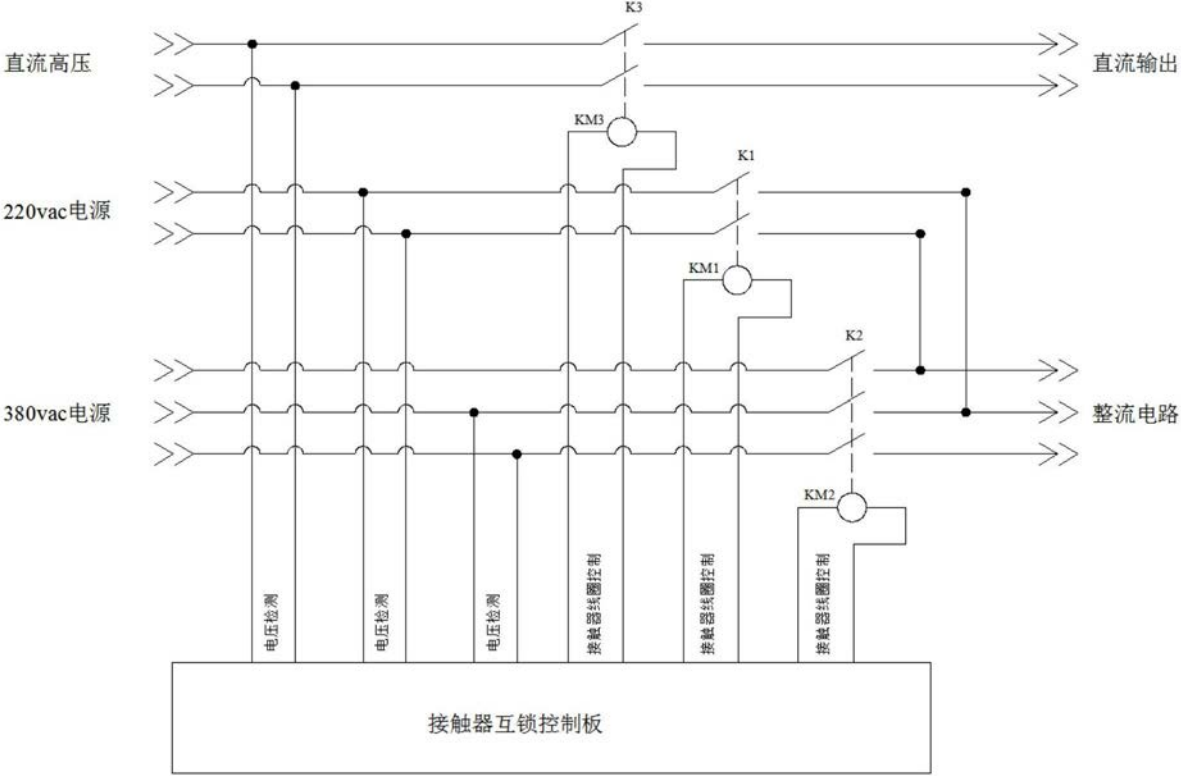 K3
直流高压
直流输出
KM3
K1
220vac电源
KM1
K2
380vac电源
整流电路
KM2
电压检测
电压检测
电压检测
接触器线圈控制
接触器线圈控制
接触器线圈控制
接触器互锁控制板